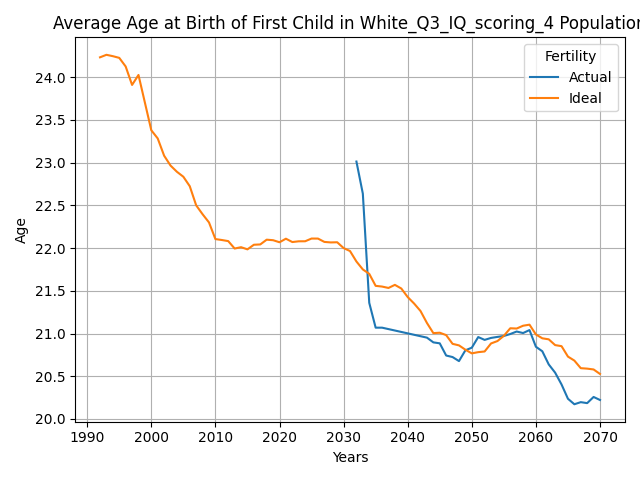 Average Age at Birth of First Child in White_Q3_IQ_scoring_4 Population
Fertility
Actual
Ideal
24.0
23.5
23.0
22.5
22.0
21.5
21.0
20.5
20.0
Age
1990 2000 2010 2020 2030 2040 2050 2060 2070
Years